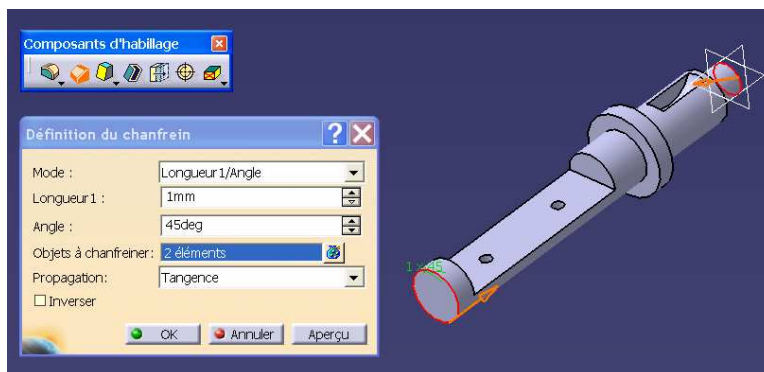 Composants d'habillage
Définition du chanfrein
Mode : Longueur1/Angle
Longueur1 : 1mm
Angle : 45deg
Objets à chanfreiner: 2 éléments
Propagation: Tangence
Inverser
OK Annuler Aperçu
1 x 45